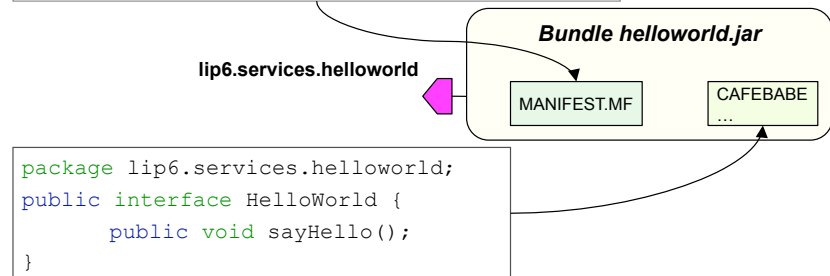 Bundle helloworld.jar
lip6.services.helloworld
MANIFEST.MF
CAFEBABE
…
package lip6.services.helloworld;
public interface HelloWorld {
public void sayHello();
}